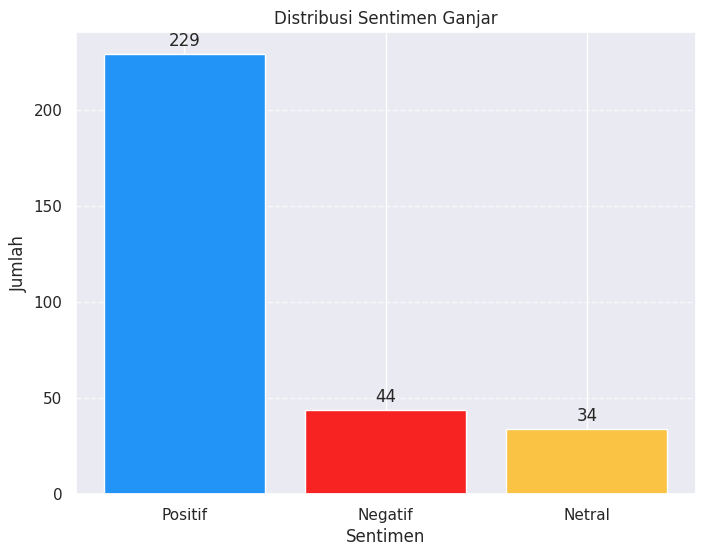 Distribusi Sentimen Ganjar
229
200
150
Jumlah
100
50
44
34
0
Positif
Negatif
Netral
Sentimen